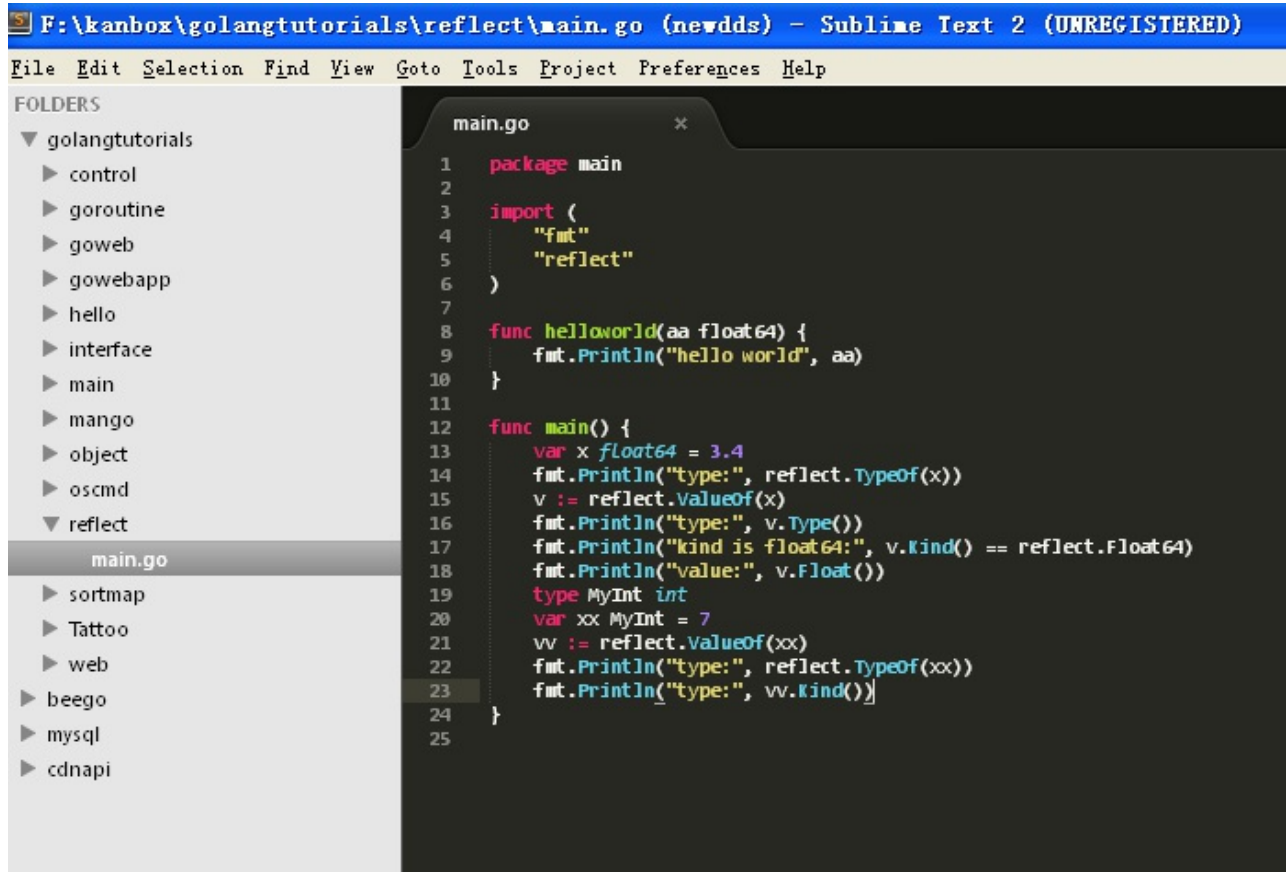 F:\kanbox\golangtutorials\reflect\main.go (newdds) - Sublime Text 2 (UNREGISTERED)
File Edit Selection Find View Goto Tools Project Preferences Help
FOLDERS
golangtutorials
control
goroutine
goweb
gowebapp
hello
interface
main
mango
object
oscmd
reflect
main.go
sortmap
Tattoo
web
beego
mysql
cdnapi
main.go ×
1 package main
2
3 import (
4     "fmt"
5     "reflect"
6 )
7
8 func helloworld(aa float64) {
9     fmt.Println("hello world", aa)
10 }
11
12 func main() {
13     var x float64 = 3.4
14     fmt.Println("type:", reflect.TypeOf(x))
15     v := reflect.ValueOf(x)
16     fmt.Println("type:", v.Type())
17     fmt.Println("kind is float64:", v.Kind() == reflect.Float64)
18     fmt.Println("value:", v.Float())
19     type MyInt int
20     var xx MyInt = 7
21     vv := reflect.ValueOf(xx)
22     fmt.Println("type:", reflect.TypeOf(xx))
23     fmt.Println("type:", vv.Kind())
24 }
25